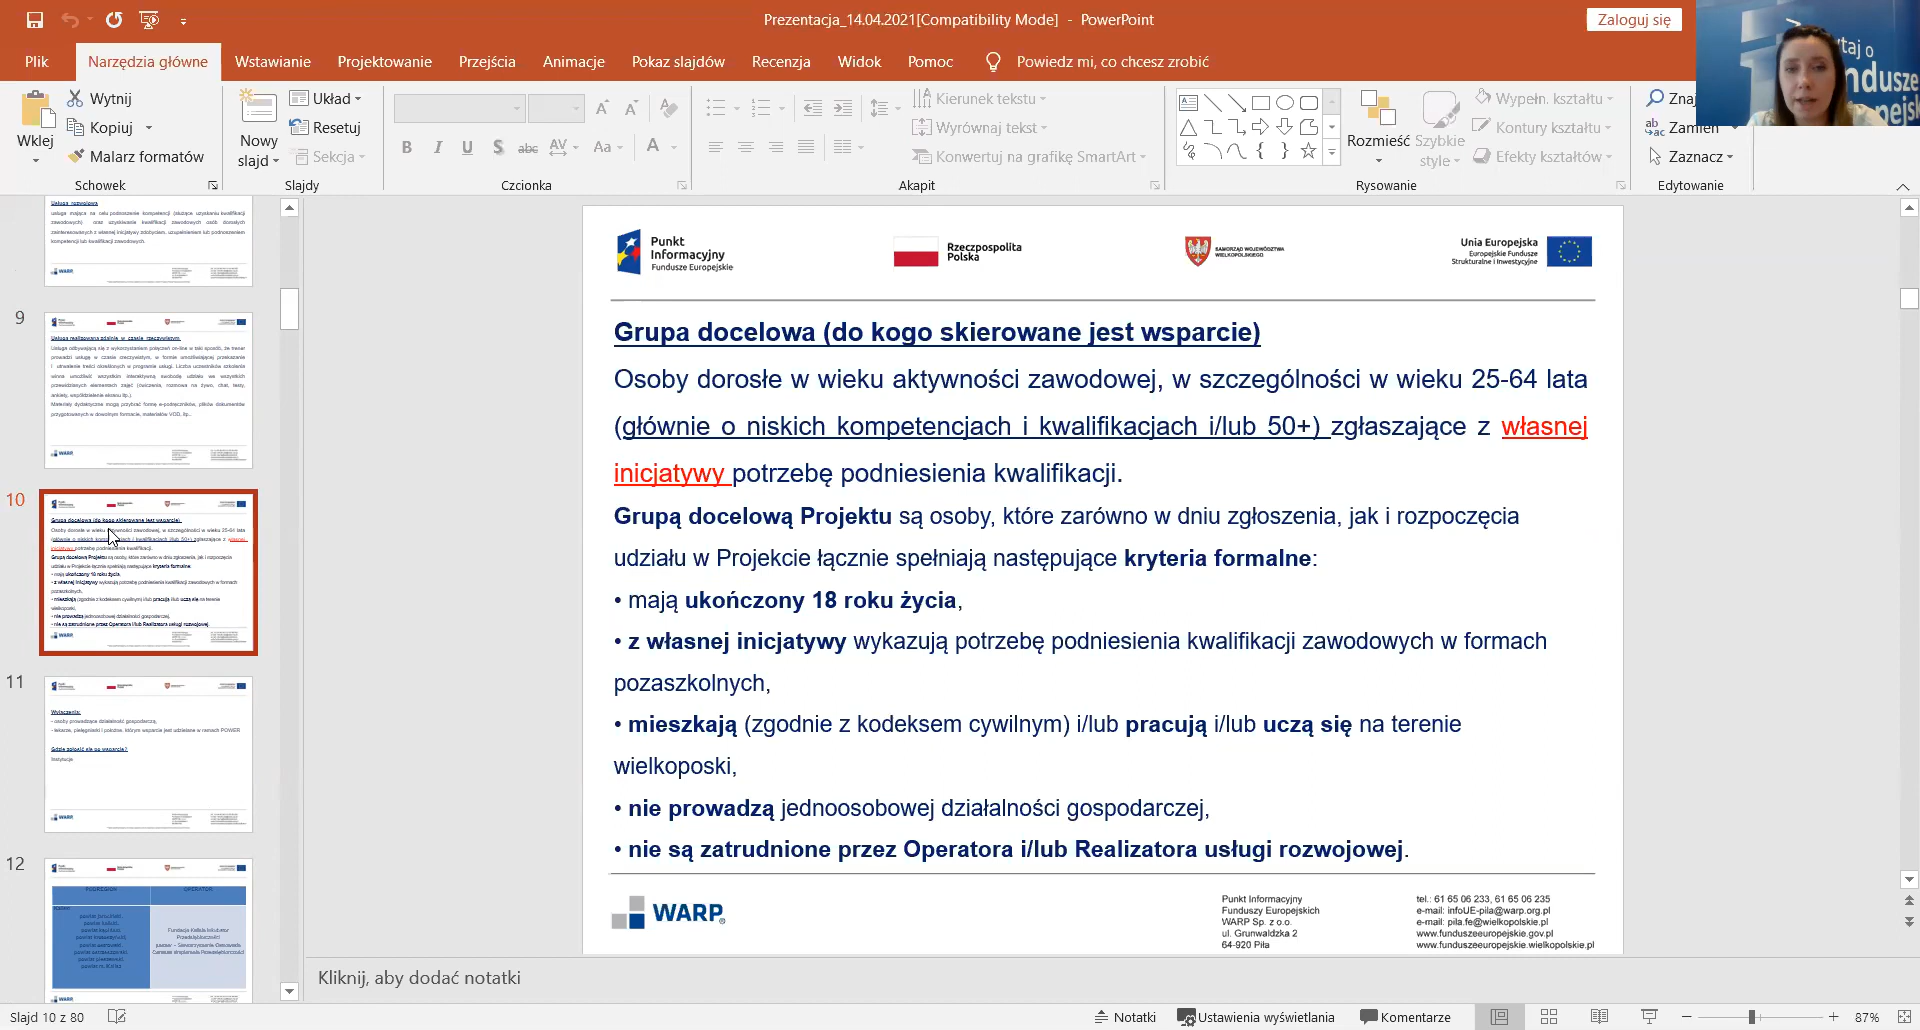 Prezentacja_14.04.2021[Compatibility Mode] - PowerPoint
Zaloguj się
Plik
Narzędzia główne
Wstawianie
Projektowanie
Przejścia
Animacje
Pokaz slajdów
Recenzja
Widok
Pomoc
Powiedz mi, co chcesz zrobić
Wklej
Wytnij
Kopiuj
Malarz formatów
Schowek
Nowy
slajd
Układ
Resetuj
Sekcja
Slajdy
Czcionka
Kierunek tekstu
Wyrównaj tekst
Konwertuj na grafikę SmartArt
Akapit
Rozmieść
Szybkie
style
Wypełn. kształtu
Kontury kształtu
Efekty kształtów
Rysowanie
Zamień
Zaznacz
Edytowanie
9
10
11
12
Punkt
Informacyjny
Fundusze Europejskie
Rzeczpospolita
Polska
SAMORZĄD WOJEWÓDZTWA
WIELKOPOLSKIEGO
Unia Europejska
Europejskie Fundusze
Strukturalne i Inwestycyjne
Grupa docelowa (do kogo skierowane jest wsparcie)
Osoby dorosłe w wieku aktywności zawodowej, w szczególności w wieku 25-64 lata
(głównie o niskich kompetencjach i kwalifikacjach i/lub 50+) zgłaszające z własnej
inicjatywy potrzebę podniesienia kwalifikacji.
Grupą docelową Projektu są osoby, które zarówno w dniu zgłoszenia, jak i rozpoczęcia
udziału w Projekcie łącznie spełniają następujące kryteria formalne:
• mają ukończony 18 roku życia,
• z własnej inicjatywy wykazują potrzebę podniesienia kwalifikacji zawodowych w formach
pozaszkolnych,
• mieszkają (zgodnie z kodeksem cywilnym) i/lub pracują i/lub uczą się na terenie
wielkoposki,
• nie prowadzą jednoosobowej działalności gospodarczej,
• nie są zatrudnione przez Operatora i/lub Realizatora usługi rozwojowej.
WARP
Punkt Informacyjny
Funduszy Europejskich
WARP Sp. z o.o.
ul. Grunwaldzka 2
64-920 Piła
tel.: 61 65 06 233, 61 65 06 235
e-mail: infoUE-pila@warp.org.pl
e-mail: pila.fe@wielkopolskie.pl
www.funduszeeuropejskie.gov.pl
www.funduszeeuropejskie.wielkopolskie.pl
Kliknij, aby dodać notatki
Slajd 10 z 80
Notatki
Ustawienia wyświetlania
Komentarze
87%